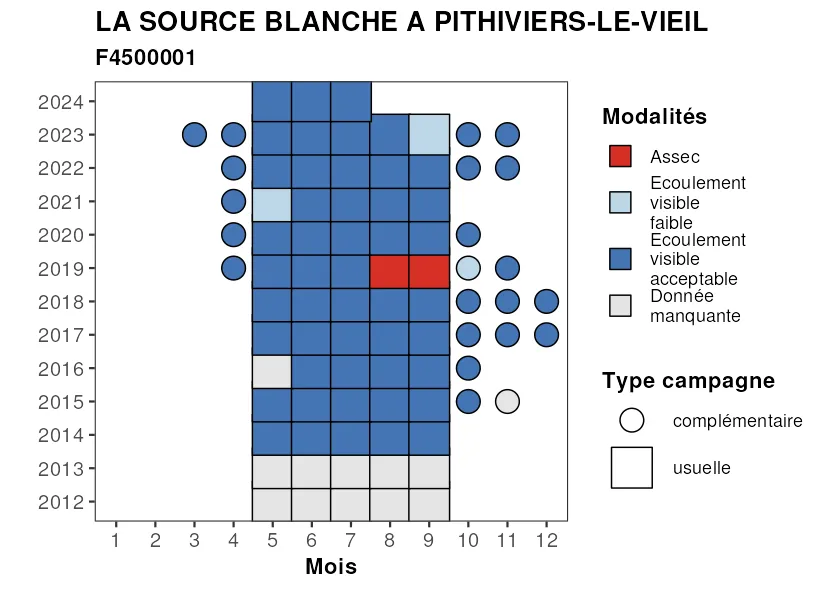 LA SOURCE BLANCHE A PITHIVIERS-LE-VIEIL
F4500001
2024
2023
2022
2021
2020
2019
2018
2017
2016
2015
2014
2013
2012
1 2 3 4 5 6 7 8 9 10 11 12
Mois
Modalités
Assec
Ecoulement
visible
faible
Ecoulement
visible
acceptable
Donnée
manquante
Type campagne
complémentaire
usuelle